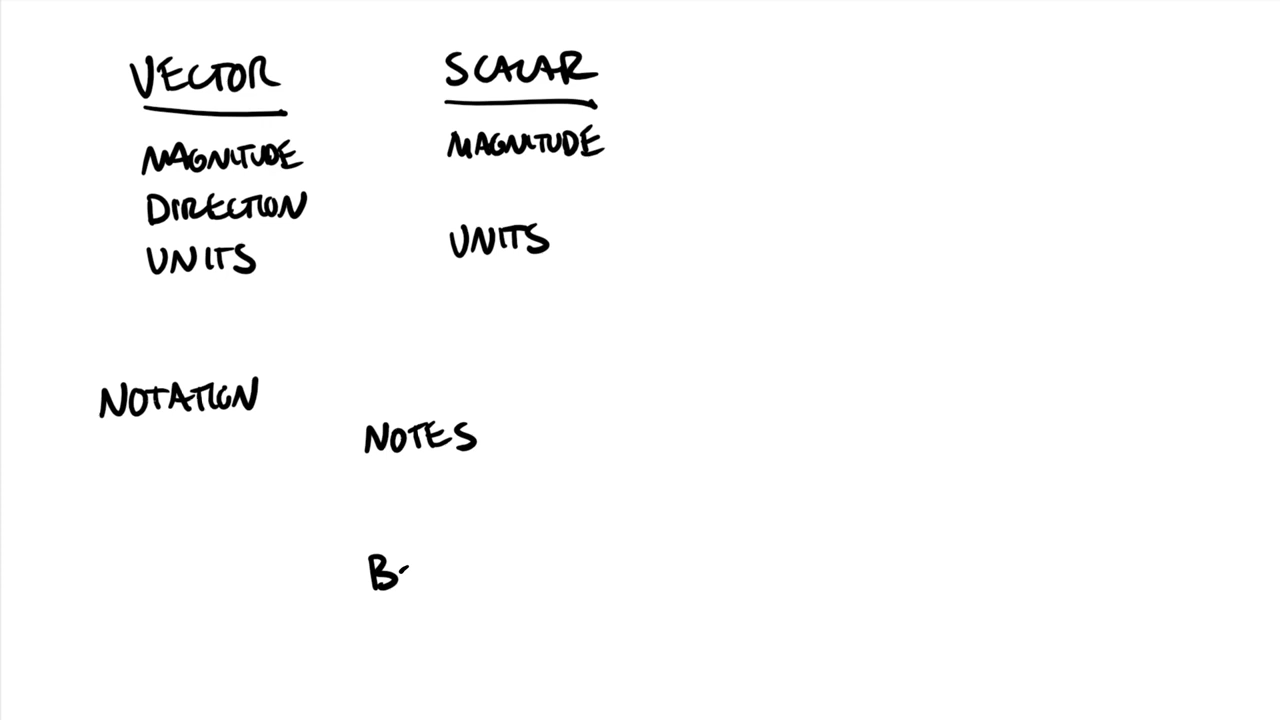 VECTOR
SCALAR
MAGNITUDE
MAGNITUDE
DIRECTION
UNITS
UNITS
NOTATION
NOTES
B